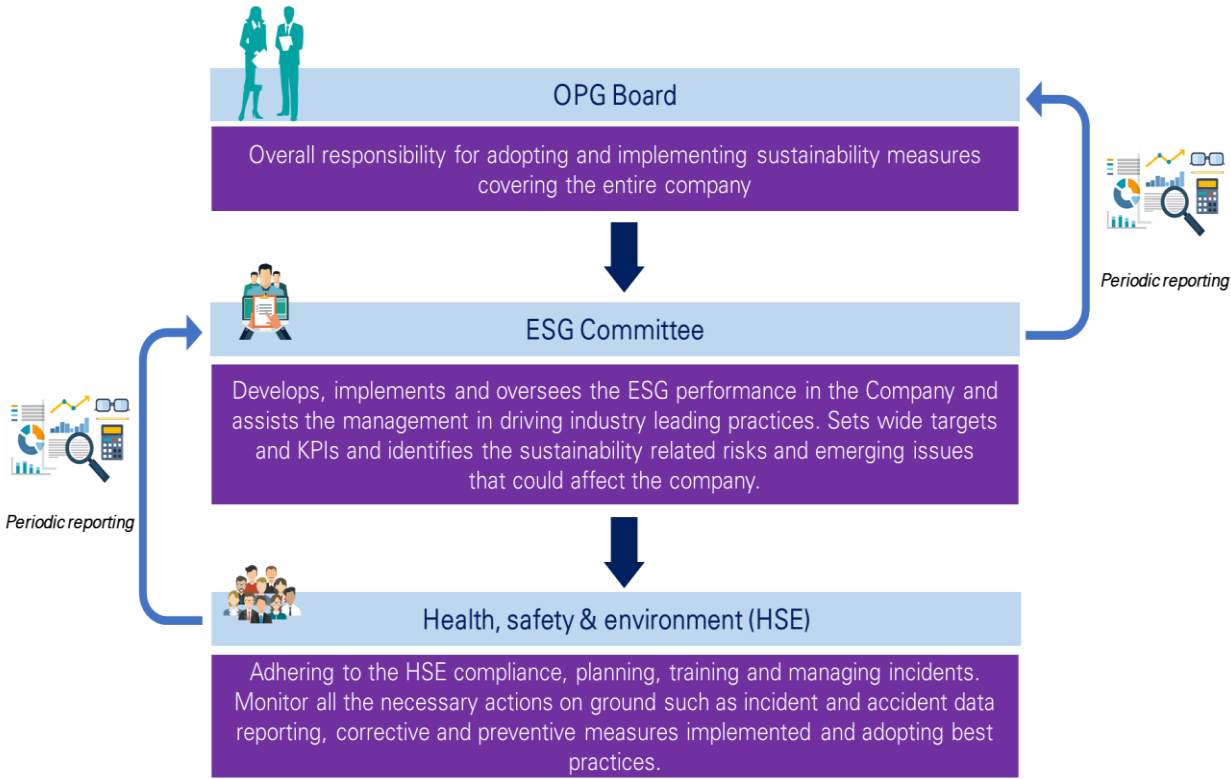 OPG Board
Overall responsibility for adopting and implementing sustainability measures
covering the entire company
Periodic reporting
ESG Committee
Develops, implements and oversees the ESG performance in the Company and
assists the management in driving industry leading practices. Sets wide targets
and KPIs and identifies the sustainability related risks and emerging issues
that could affect the company.
Periodic reporting
Health, safety & environment (HSE)
Adhering to the HSE compliance, planning, training and managing incidents.
Monitor all the necessary actions on ground such as incident and accident data
reporting, corrective and preventive measures implemented and adopting best
practices.